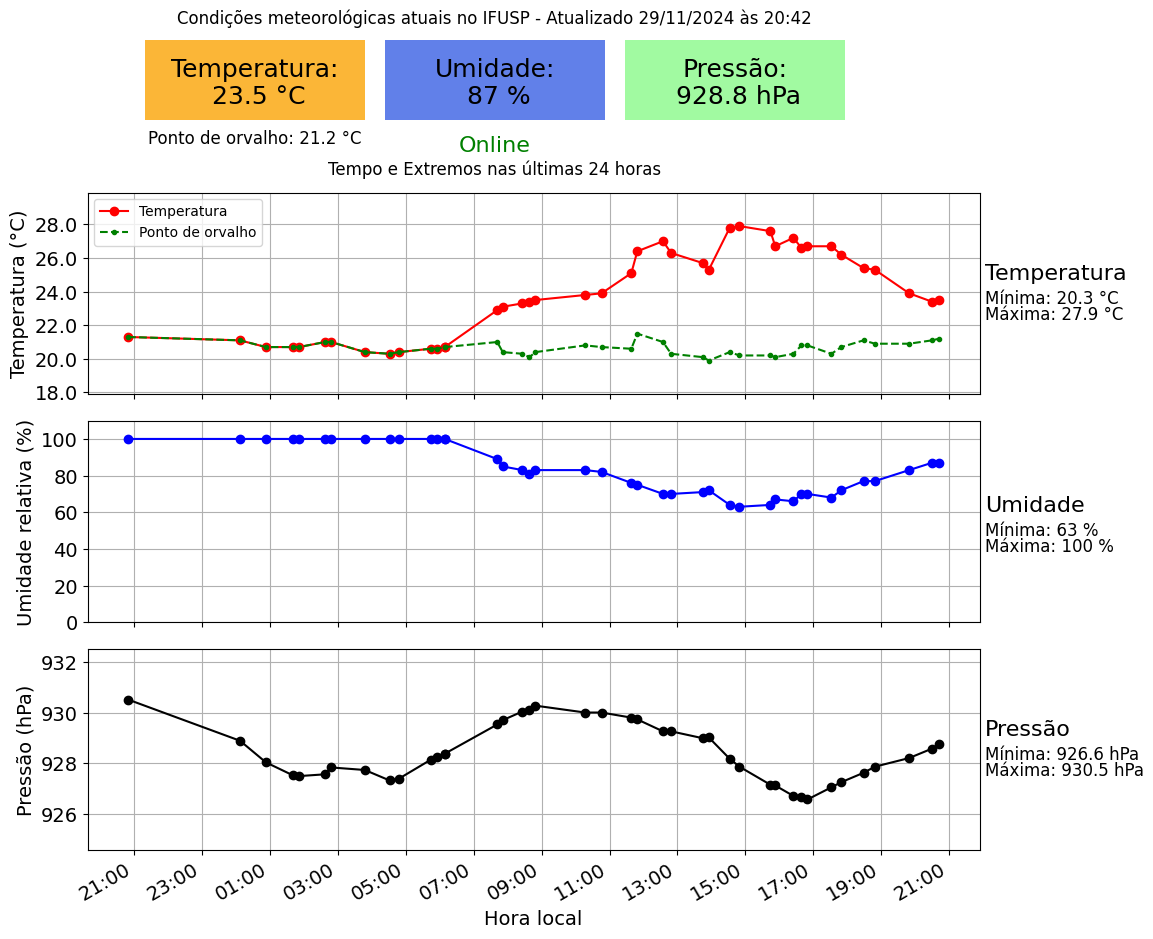 Condições meteorológicas atuais no IFUSP - Atualizado 29/11/2024 às 20:42
Temperatura:
23.5 °C
Umidade:
87 %
Pressão:
928.8 hPa
Ponto de orvalho: 21.2 °C
Online
Tempo e Extremos nas últimas 24 horas
Temperatura (°C)
28.0
26.0
24.0
22.0
20.0
18.0
Temperatura
Ponto de orvalho
Temperatura
Mínima: 20.3 °C
Máxima: 27.9 °C
Umidade relativa (%)
100
80
60
40
20
0
Umidade
Mínima: 63 %
Máxima: 100 %
Pressão (hPa)
932
930
928
926
Pressão
Mínima: 926.6 hPa
Máxima: 930.5 hPa
21:00 23:00 01:00 03:00 05:00 07:00 09:00 11:00 13:00 15:00 17:00 19:00 21:00
Hora local